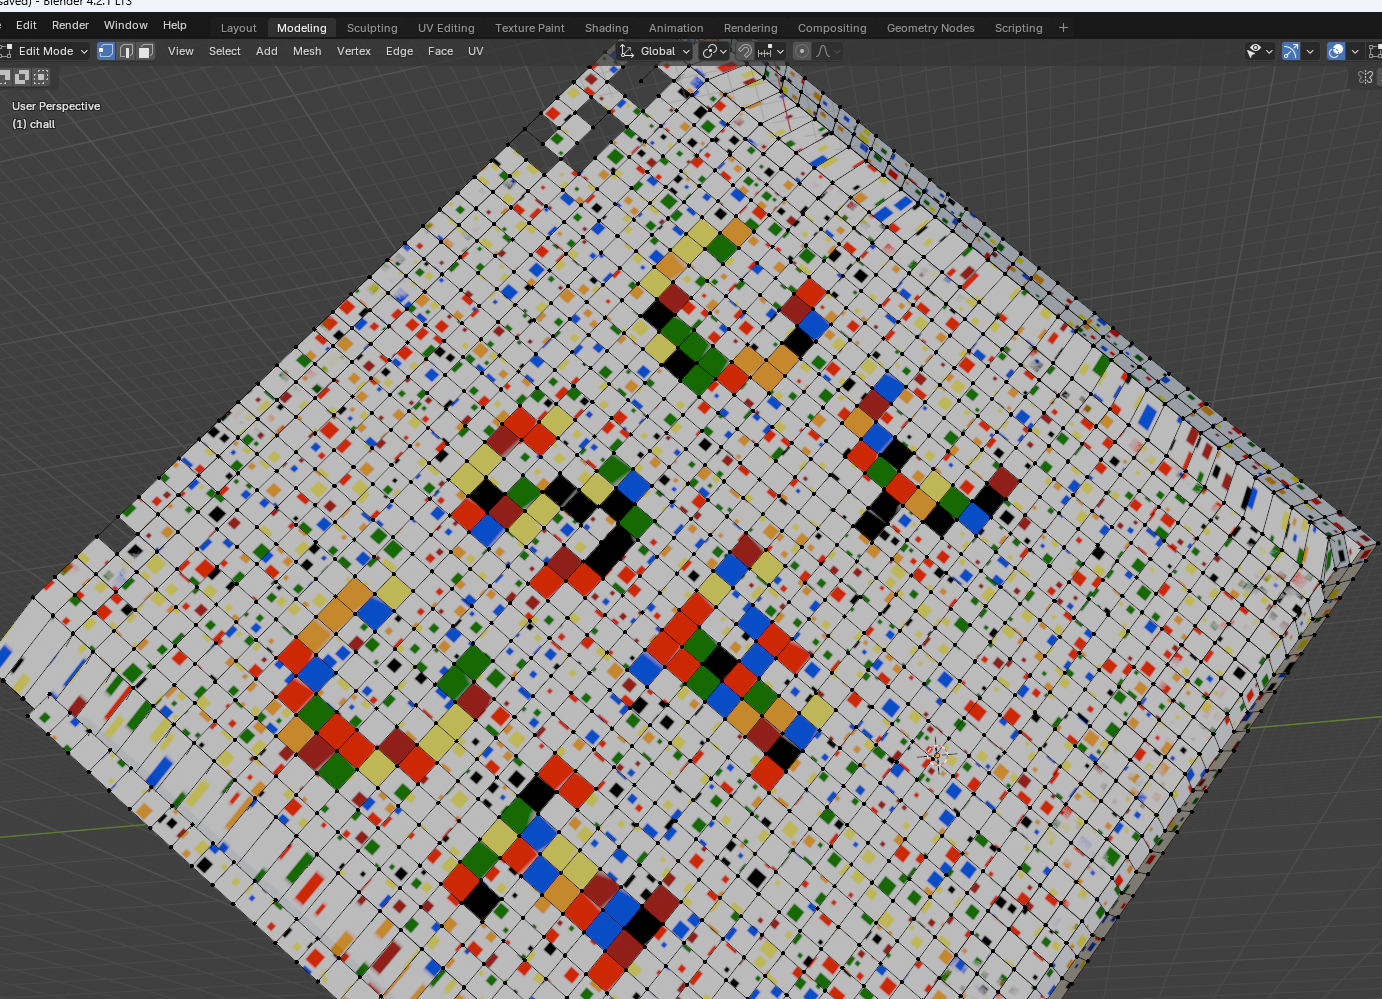 - Blender 4.2.1 LTS
Edit Render Window Help Layout Modeling Sculpting UV Editing Texture Paint Shading Animation Rendering Compositing Geometry Nodes Scripting +
Edit Mode View Select Add Mesh Vertex Edge Face UV Global
User Perspective
(1) chall